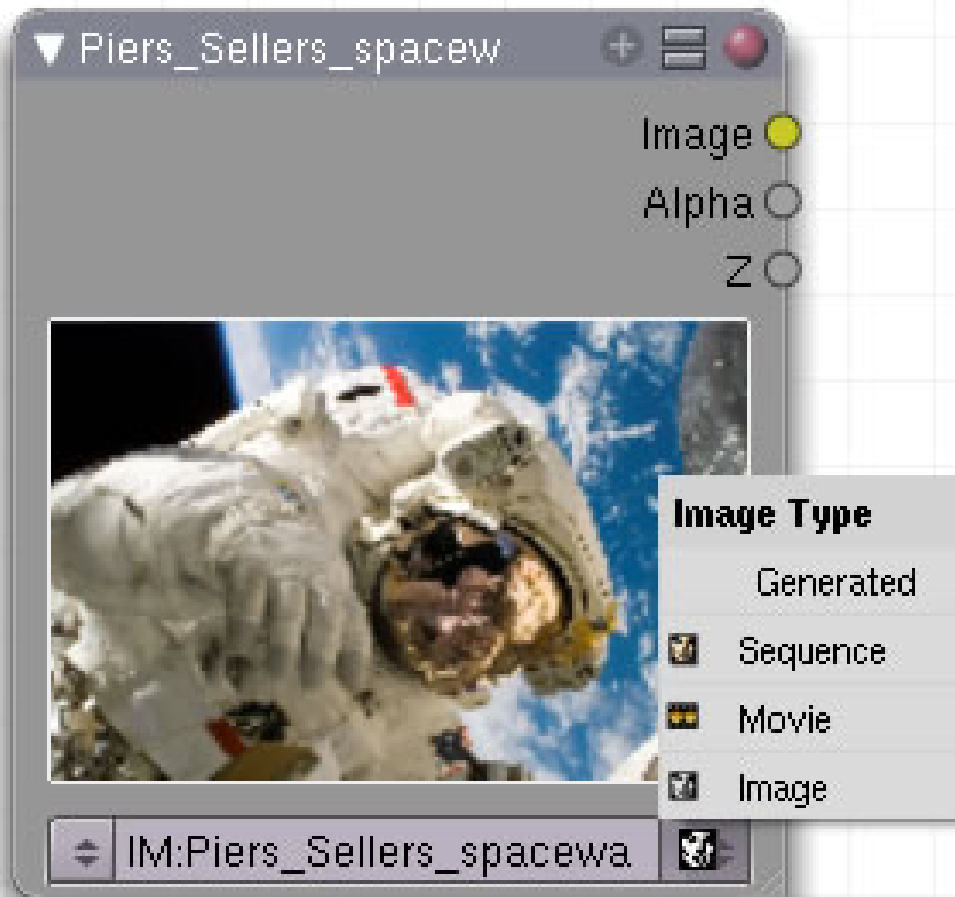 Piers_Sellers_spacew
Image
Alpha
Z
Image Type
Generated
Sequence
Movie
Image
IM:Piers_Sellers_spacewa